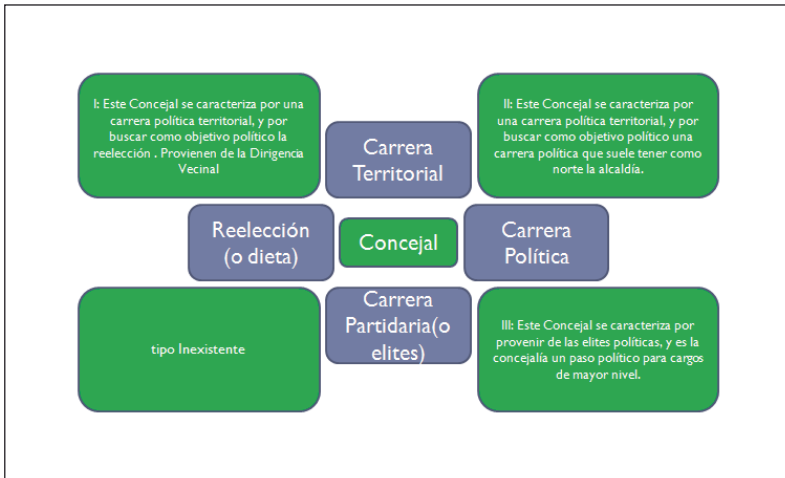 I: Este Concejal se caracteriza por una
carrera política territorial, y por
buscar como objetivo político la
reelección . Provienen de la Dirigencia
Vecinal
II: Este Concejal se caracteriza por
una carrera política territorial, y por
buscar como objetivo político una
carrera política que suele tener como
norte la alcaldía.
Carrera
Territorial
Reelección
(o dieta)
Concejal
Carrera
Política
Carrera
Partidaria(o
elites)
tipo Inexistente
III: Este Concejal se caracteriza por
provenir de las elites políticas, y es la
concejalía un paso político para cargos
de mayor nivel.